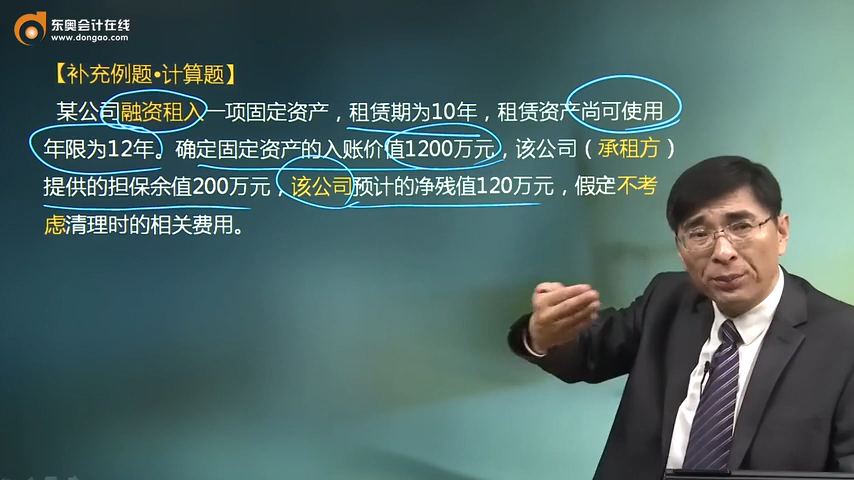 东奥会计在线
www.dongao.com
【补充例题•计算题】
某公司融资租入一项固定资产，租赁期为10年，租赁资产尚可使用
年限为12年。确定固定资产的入账价值1200万元，该公司（承租方）
提供的担保余值200万元，该公司预计的净残值120万元，假定不考
虑清理时的相关费用。